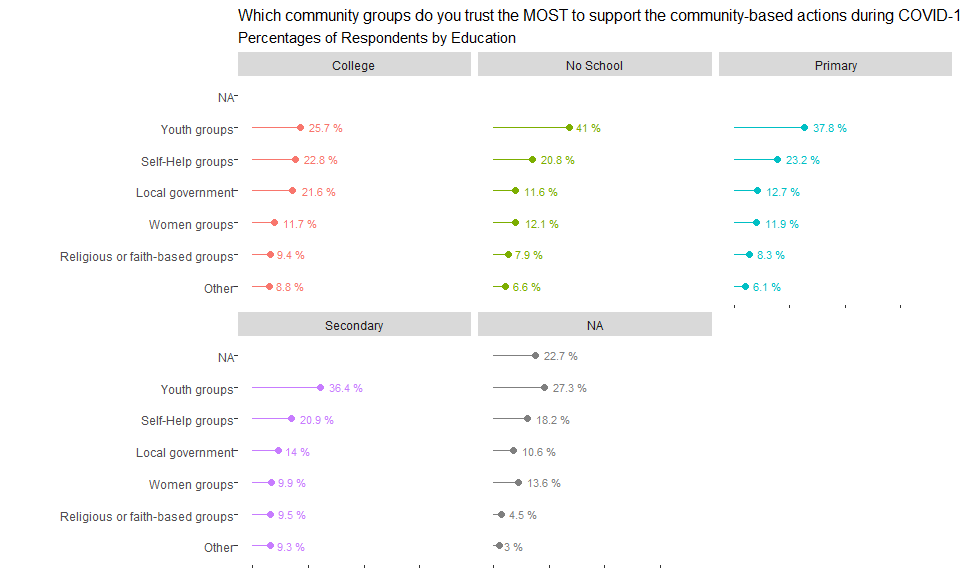 Which community groups do you trust the MOST to support the community-based actions during COVID-1
Percentages of Respondents by Education
College
No School
Primary
NA
Youth groups 25.7 % 41 % 37.8 %
Self-Help groups 22.8 % 20.8 % 23.2 %
Local government 21.6 % 11.6 % 12.7 %
Women groups 11.7 % 12.1 % 11.9 %
Religious or faith-based groups 9.4 % 7.9 % 8.3 %
Other 8.8 % 6.6 % 6.1 %
Secondary
NA
NA 22.7 %
Youth groups 36.4 % 27.3 %
Self-Help groups 20.9 % 18.2 %
Local government 14 % 10.6 %
Women groups 9.9 % 13.6 %
Religious or faith-based groups 9.5 % 4.5 %
Other 9.3 % 3 %